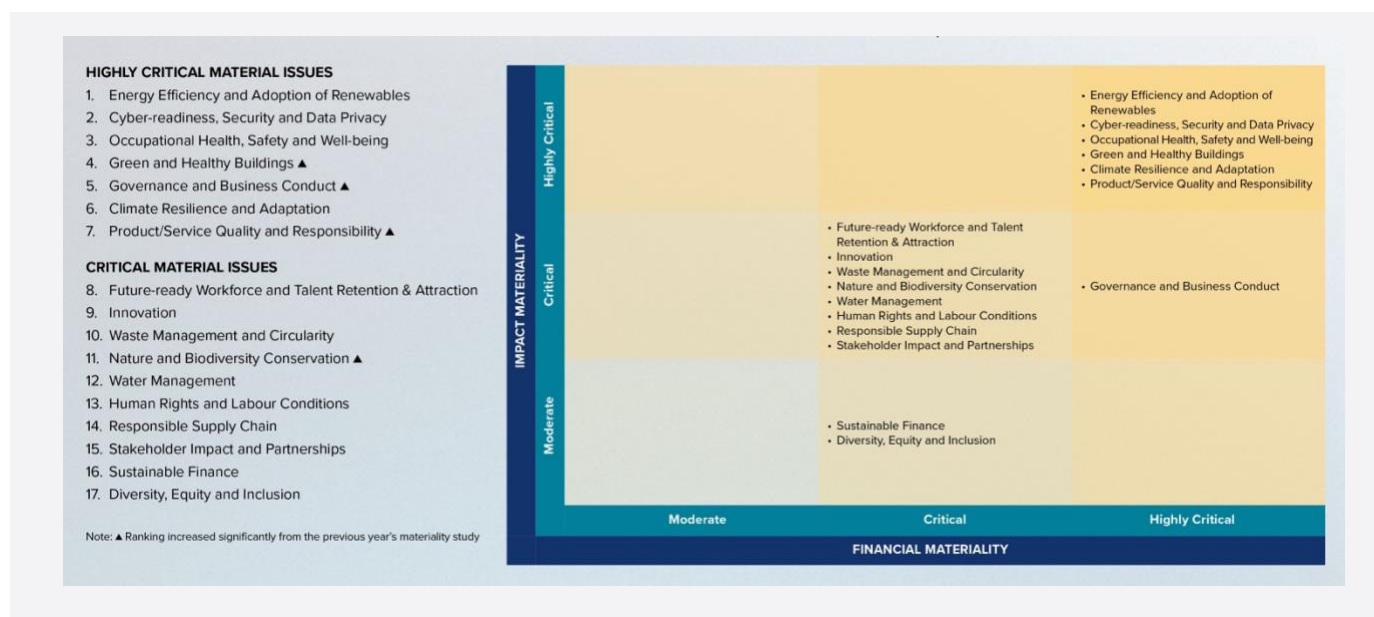 HIGHLY CRITICAL MATERIAL ISSUES
1. Energy Efficiency and Adoption of Renewables
2. Cyber-readiness, Security and Data Privacy
3. Occupational Health, Safety and Well-being
4. Green and Healthy Buildings ▲
5. Governance and Business Conduct ▲
6. Climate Resilience and Adaptation
7. Product/Service Quality and Responsibility ▲
CRITICAL MATERIAL ISSUES
8. Future-ready Workforce and Talent Retention & Attraction
9. Innovation
10. Waste Management and Circularity
11. Nature and Biodiversity Conservation ▲
12. Water Management
13. Human Rights and Labour Conditions
14. Responsible Supply Chain
15. Stakeholder Impact and Partnerships
16. Sustainable Finance
17. Diversity, Equity and Inclusion
Note: ▲ Ranking increased significantly from the previous year's materiality study
IMPACT MATERIALITY
Highly Critical
• Energy Efficiency and Adoption of
Renewables
• Cyber-readiness, Security and Data Privacy
• Occupational Health, Safety and Well-being
• Green and Healthy Buildings
• Climate Resilience and Adaptation
• Product/Service Quality and Responsibility
Critical
• Future-ready Workforce and Talent
Retention & Attraction
• Innovation
• Waste Management and Circularity
• Nature and Biodiversity Conservation
• Water Management
• Human Rights and Labour Conditions
• Responsible Supply Chain
• Stakeholder Impact and Partnerships
• Governance and Business Conduct
Moderate
• Sustainable Finance
• Diversity, Equity and Inclusion
Moderate
Critical
Highly Critical
FINANCIAL MATERIALITY